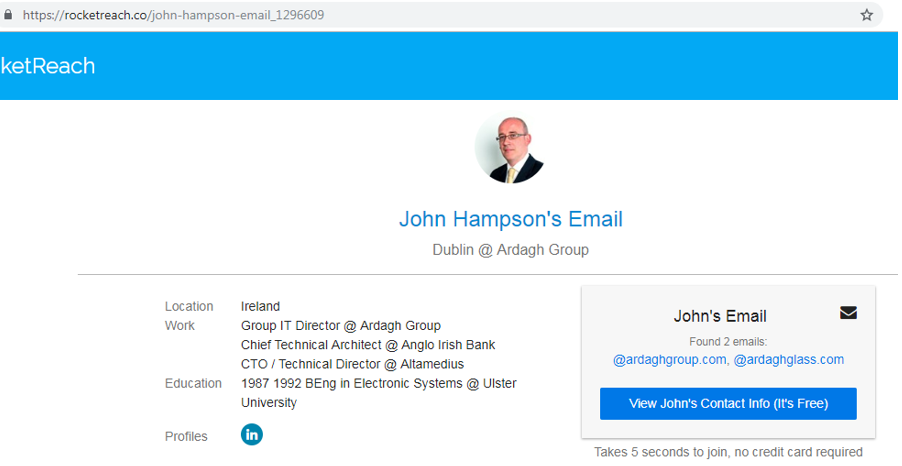 https://rocketreach.co/john-hampson-email_1296609
ketReach
John Hampson's Email
Dublin @ Ardagh Group
Location Ireland
Work Group IT Director @ Ardagh Group
Chief Technical Architect @ Anglo Irish Bank
CTO / Technical Director @ Altamedius
Education 1987 1992 BEng in Electronic Systems @ Ulster
University
Profiles in
John's Email
Found 2 emails:
@ardaghgroup.com, @ardaghglass.com
View John's Contact Info (It's Free)
Takes 5 seconds to join, no credit card required